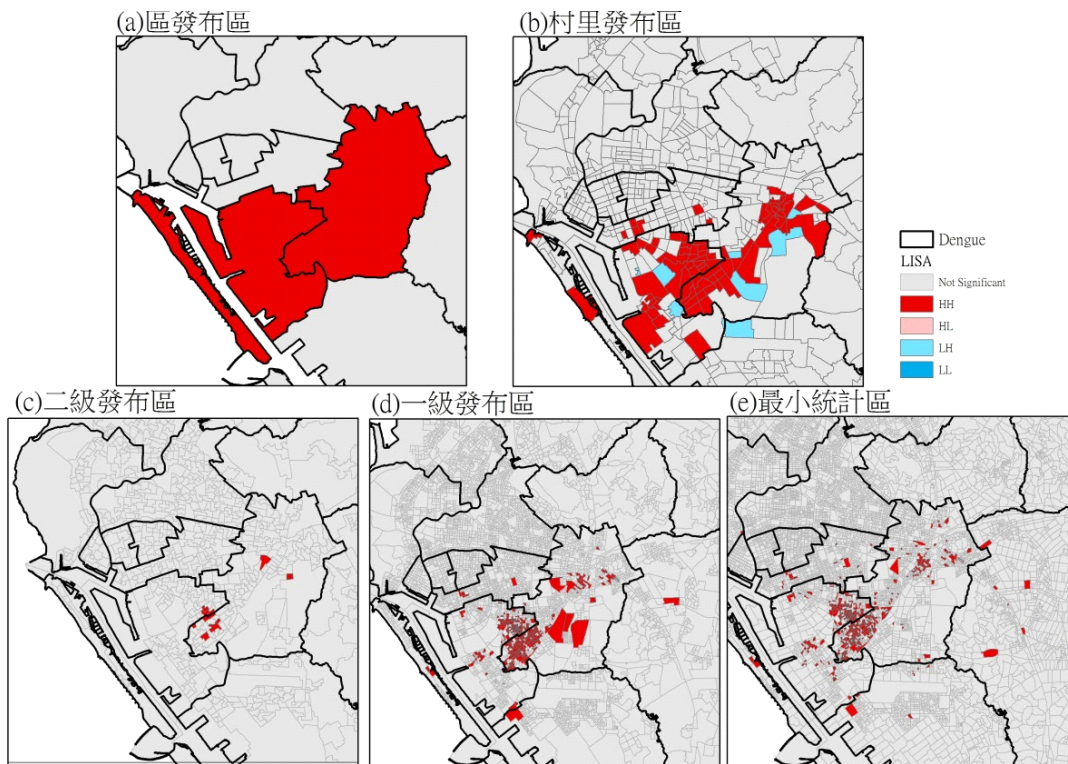 (a)區發布區
(b)村里發布區
Dengue
LISA
Not Significant
HH
HL
LH
LL
(c)二級發布區
(d)一級發布區
(e)最小統計區